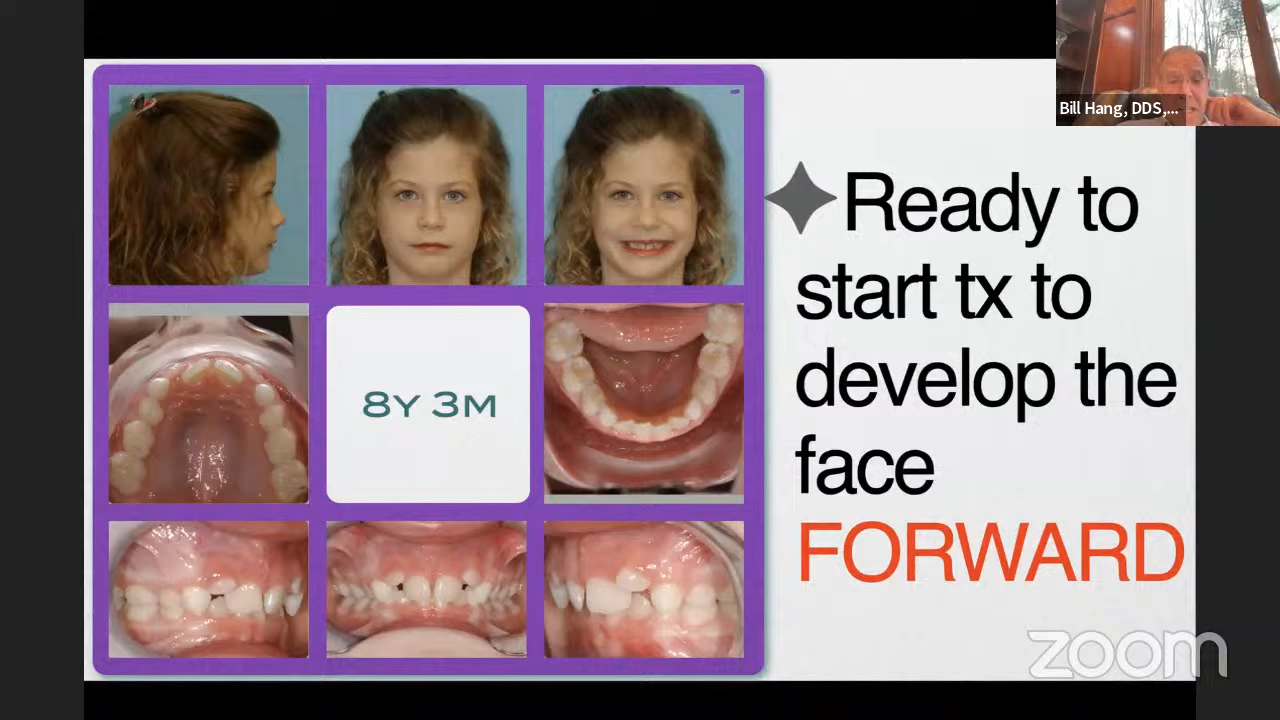 Bill Hang, DDS,...
Ready to
start tx to
develop the
face
FORWARD
8Y 3M
zoom